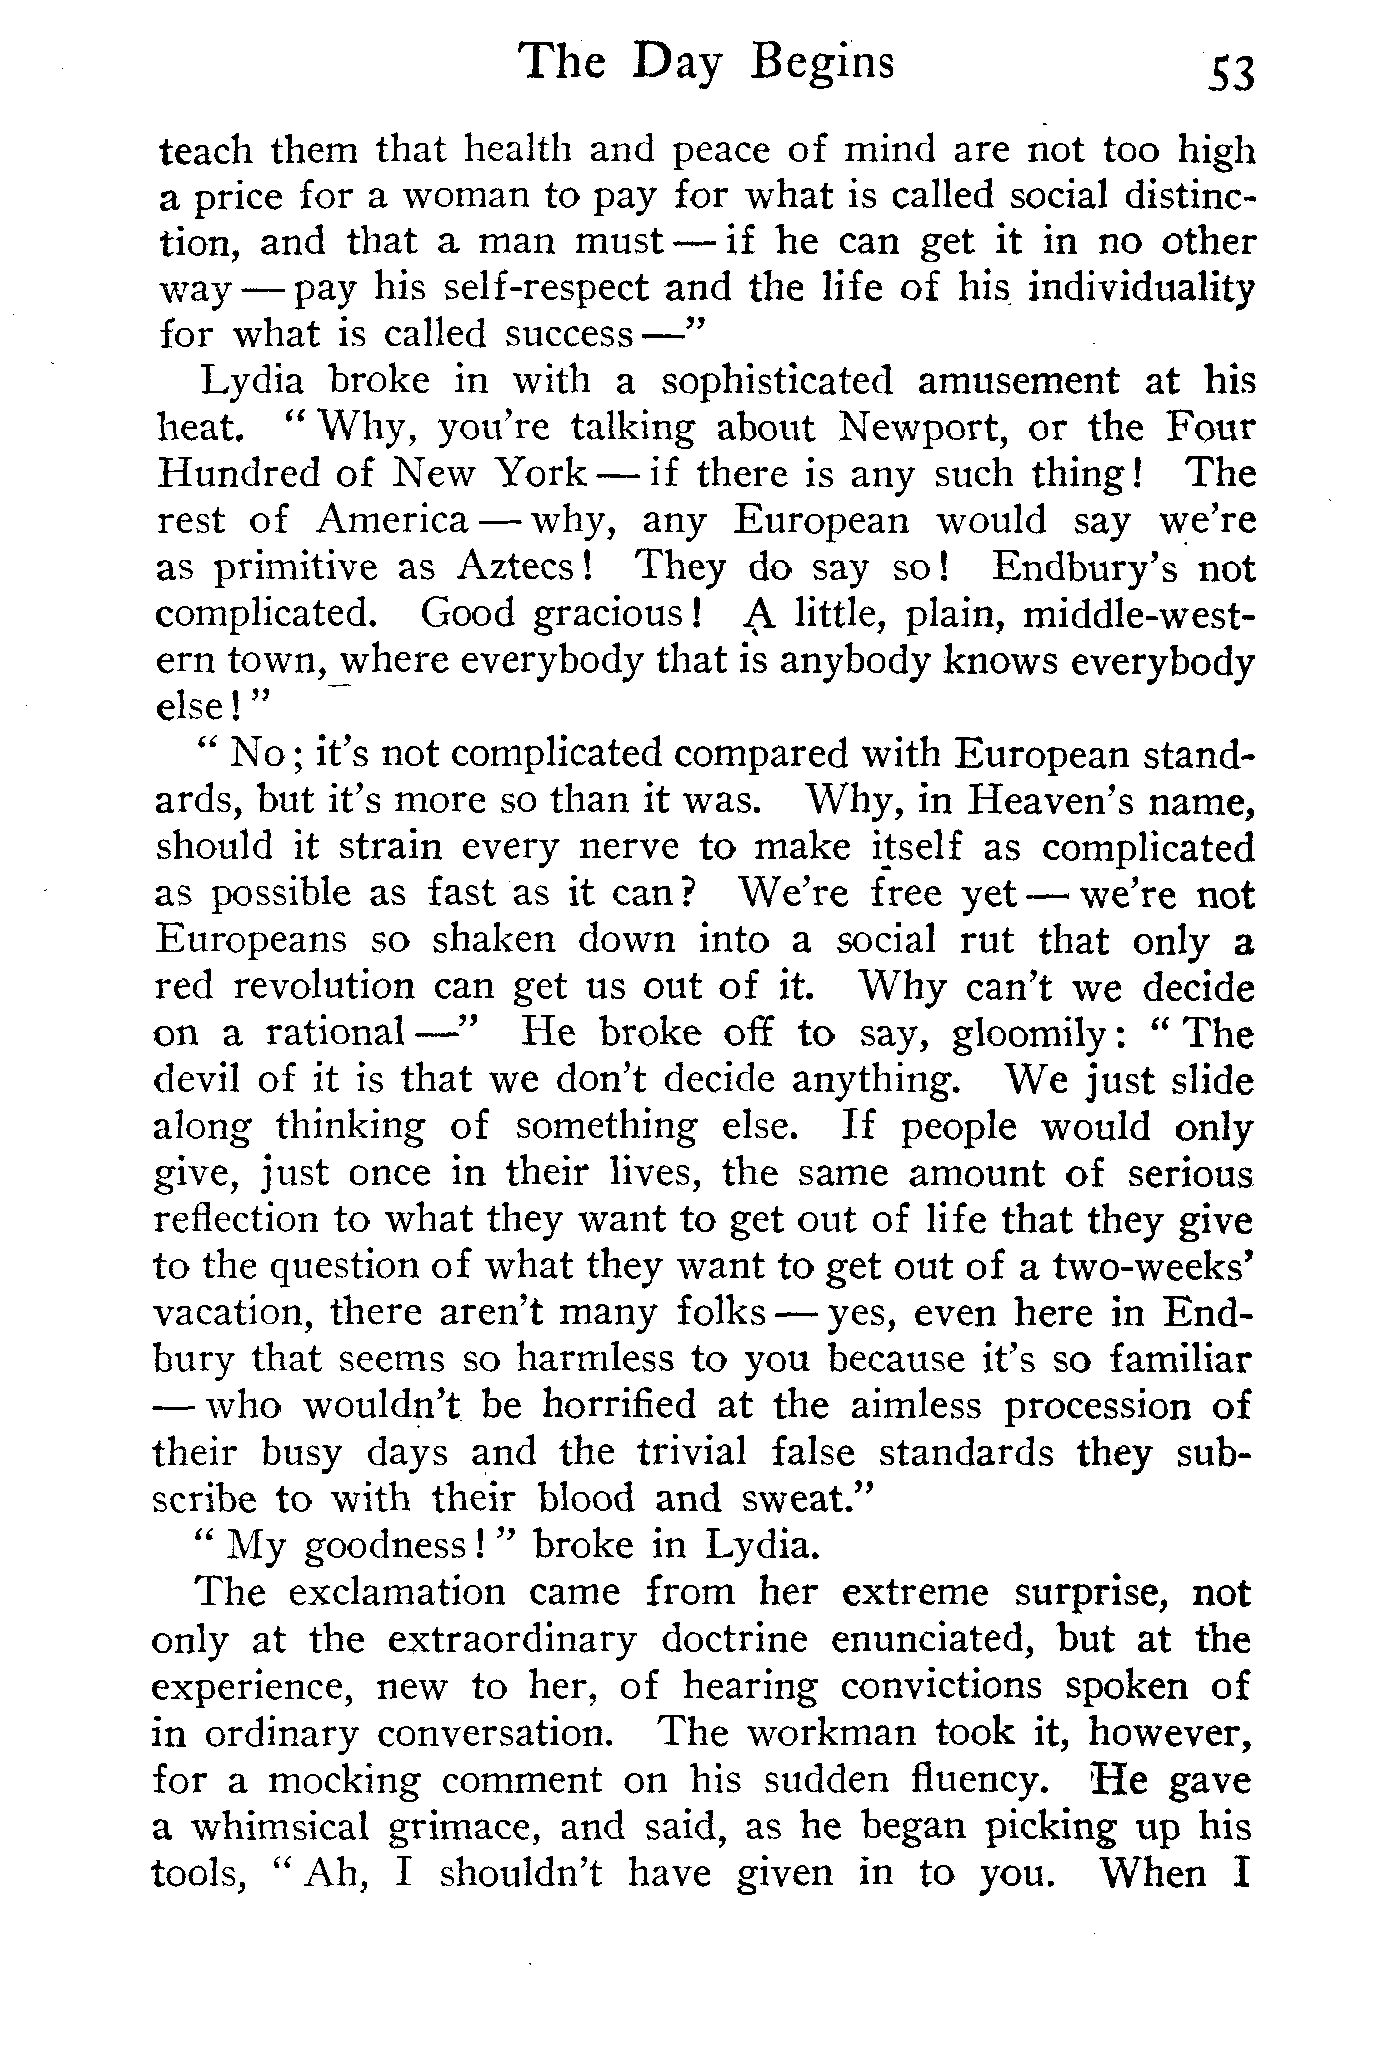 The Day Begins 53
teach them that health and peace of mind are not too high
a price for a woman to pay for what is called social distinc-
tion, and that a man must — if he can get it in no other
way — pay his self-respect and the life of his individuality
for what is called success —"
Lydia broke in with a sophisticated amusement at his
heat. " Why, you're talking about Newport, or the Four
Hundred of New York — if there is any such thing! The
rest of America — why, any European would say we're
as primitive as Aztecs! They do say so! Endbury's not
complicated. Good gracious! A little, plain, middle-west-
ern town, where everybody that is anybody knows everybody
else!"
" No; it's not complicated compared with European stand-
ards, but it's more so than it was. Why, in Heaven's name,
should it strain every nerve to make itself as complicated
as possible as fast as it can? We're free yet — we're not
Europeans so shaken down into a social rut that only a
red revolution can get us out of it. Why can't we decide
on a rational —" He broke off to say, gloomily: " The
devil of it is that we don't decide anything. We just slide
along thinking of something else. If people would only
give, just once in their lives, the same amount of serious
reflection to what they want to get out of life that they give
to the question of what they want to get out of a two-weeks'
vacation, there aren't many folks — yes, even here in End-
bury that seems so harmless to you because it's so familiar
— who wouldn't be horrified at the aimless procession of
their busy days and the trivial false standards they sub-
scribe to with their blood and sweat."
" My goodness!" broke in Lydia.
The exclamation came from her extreme surprise, not
only at the extraordinary doctrine enunciated, but at the
experience, new to her, of hearing convictions spoken of
in ordinary conversation. The workman took it, however,
for a mocking comment on his sudden fluency. He gave
a whimsical grimace, and said, as he began picking up his
tools, " Ah, I shouldn't have given in to you. When I